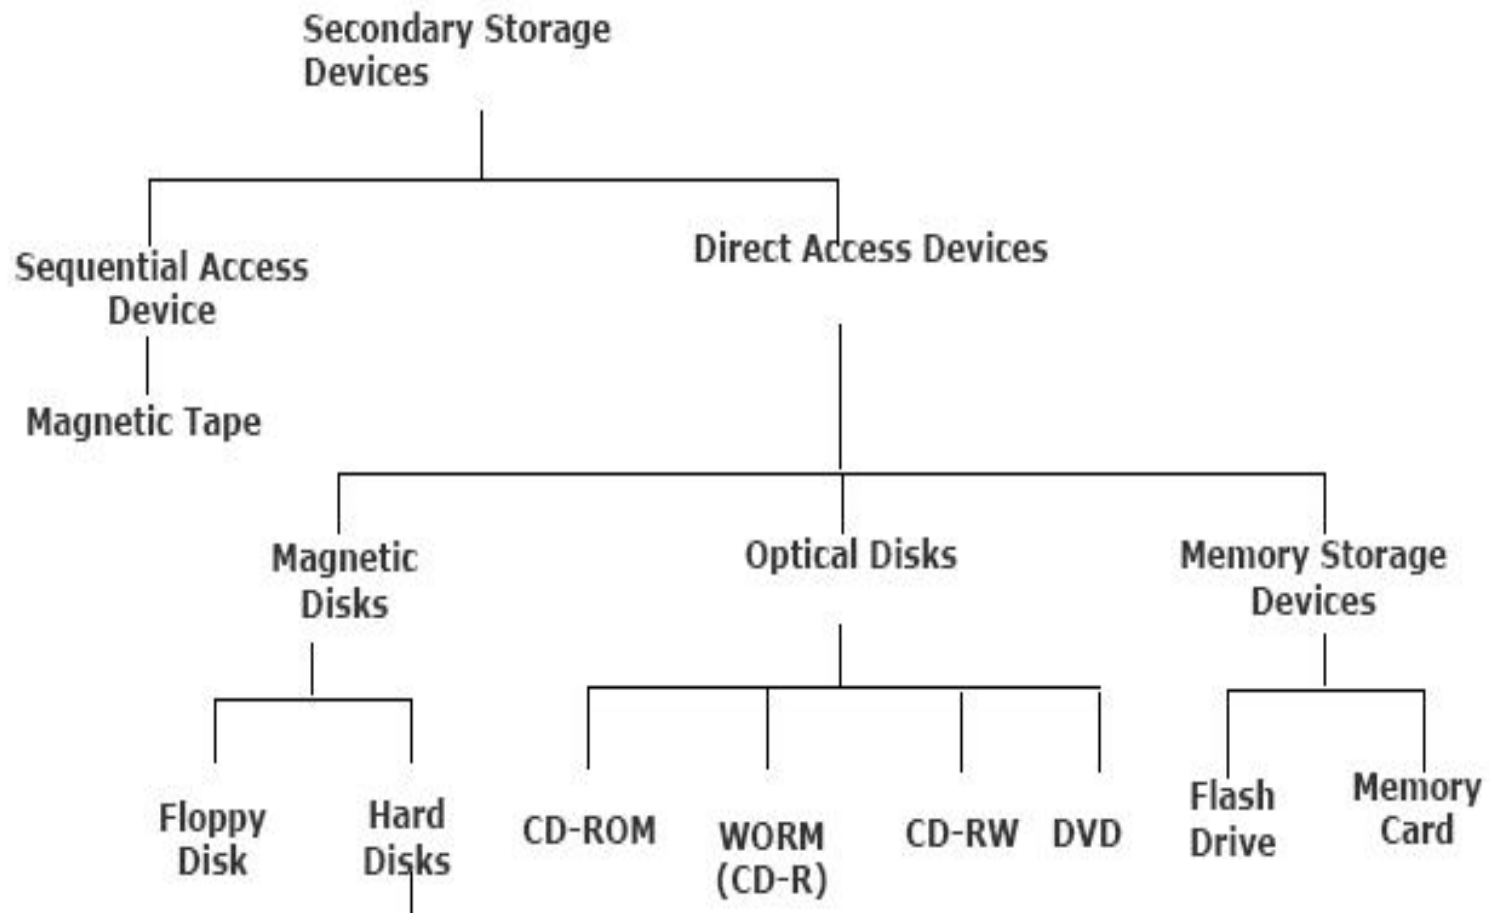 Secondary Storage
Devices
Direct Access Devices
Sequential Access
Device
Magnetic Tape
Magnetic
Disks
Optical Disks
Memory Storage
Devices
Floppy
Disk
Hard
Disks
CD-ROM
WORM
(CD-R)
CD-RW
DVD
Flash
Drive
Memory
Card